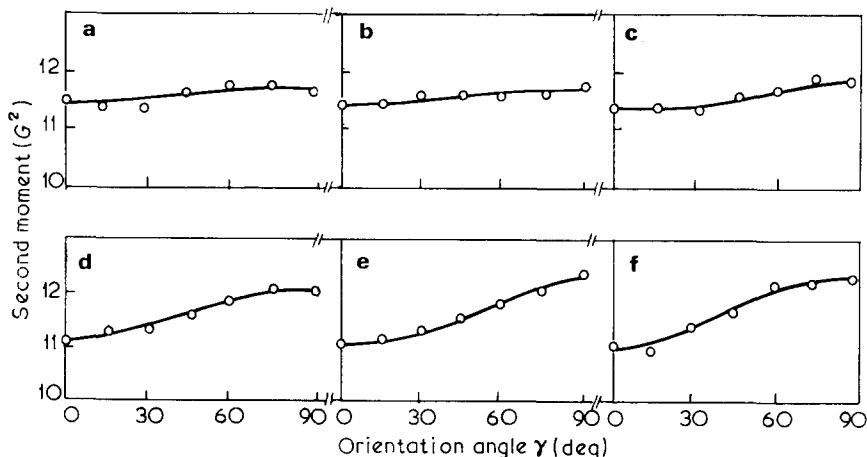 a
b
c
12
11
10
Second moment (G²)
d
e
f
12
11
10
0 30 60 90 0 30 60 90 0 30 60 90
Orientation angle γ (deg)